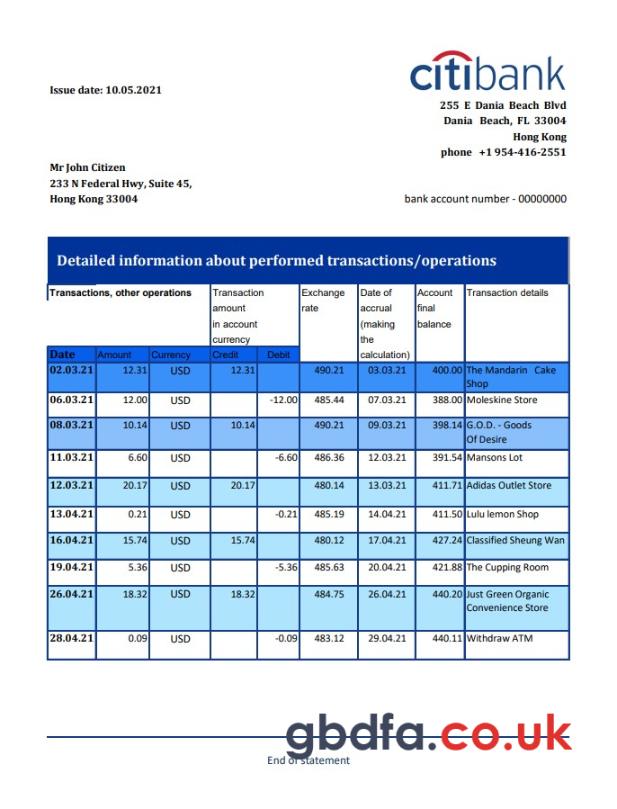 citibank
Issue date: 10.05.2021
255 E Dania Beach Blvd
Dania Beach, FL 33004
Hong Kong
phone +1 954-416-2551
Mr John Citizen
233 N Federal Hwy, Suite 45,
Hong Kong 33004
bank account number - 00000000
Detailed information about performed transactions/operations
Transactions, other operations
Transaction
amount
in account
currency
Exchange
rate
Date of
accrual
(making
the
calculation)
Account
final
balance
Transaction details
Date Amount Currency Credit Debit
02.03.21 12.31 USD 12.31 490.21 03.03.21 400.00 The Mandarin Cake
Shop
06.03.21 12.00 USD -12.00 485.44 07.03.21 388.00 Moleskine Store
08.03.21 10.14 USD 10.14 490.21 09.03.21 398.14 G.O.D. - Goods
Of Desire
11.03.21 6.60 USD -6.60 486.36 12.03.21 391.54 Mansons Lot
12.03.21 20.17 USD 20.17 480.14 13.03.21 411.71 Adidas Outlet Store
13.04.21 0.21 USD -0.21 485.19 14.04.21 411.50 Lulu lemon Shop
16.04.21 15.74 USD 15.74 480.12 17.04.21 427.24 Classified Sheung Wan
19.04.21 5.36 USD -5.36 485.63 20.04.21 421.88 The Cupping Room
26.04.21 18.32 USD 18.32 484.75 26.04.21 440.20 Just Green Organic
Convenience Store
28.04.21 0.09 USD -0.09 483.12 29.04.21 440.11 Withdraw ATM
gbdfa.co.uk
End of statement